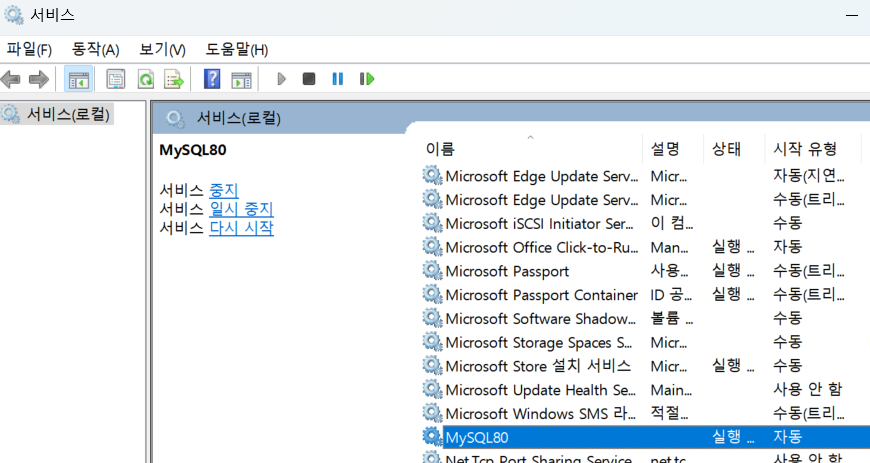 서비스
파일(F) 동작(A) 보기(V) 도움말(H)
서비스(로컬)
서비스(로컬)
MySQL80
서비스 중지
서비스 일시 중지
서비스 다시 시작
이름 설명 상태 시작 유형
Microsoft Edge Update Serv... Micr... 자동(지연...
Microsoft Edge Update Serv... Micr... 수동(트리...
Microsoft iSCSI Initiator Ser... 이 컴... 수동
Microsoft Office Click-to-Ru... Man... 실행 ... 자동
Microsoft Passport 사용... 실행 ... 수동(트리...
Microsoft Passport Container ID 공... 실행 ... 수동(트리...
Microsoft Software Shadow... 볼륨 ... 수동
Microsoft Storage Spaces S... Micr... 수동
Microsoft Store 설치 서비스 Micr... 실행 ... 수동
Microsoft Update Health Se... Main... 사용 안 함
Microsoft Windows SMS 라... 적절... 수동(트리...
MySQL80 실행 ... 자동
Net.Tcp Port Sharing Service net.tc... 사용 안 함